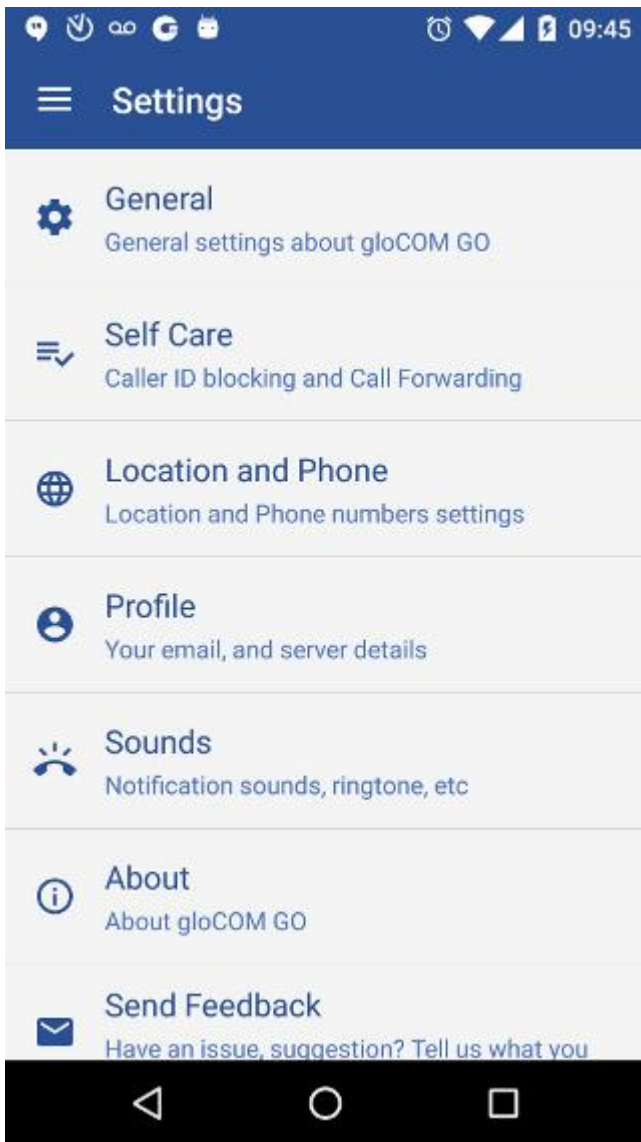 09:45
Settings
General
General settings about gloCOM GO
Self Care
Caller ID blocking and Call Forwarding
Location and Phone
Location and Phone numbers settings
Profile
Your email, and server details
Sounds
Notification sounds, ringtone, etc
About
About gloCOM GO
Send Feedback
Have an issue, suggestion? Tell us what you